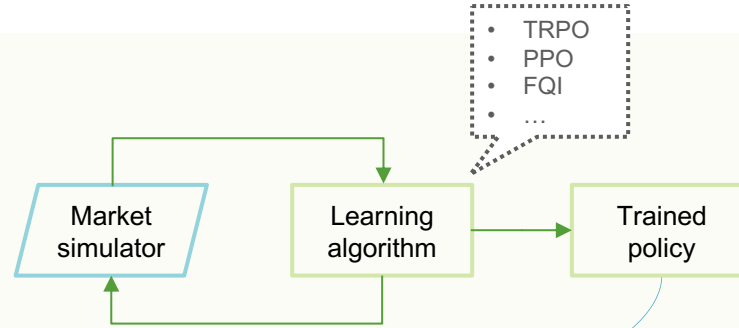 • TRPO
• PPO
• FQI
• …
Market
simulator
Learning
algorithm
Trained
policy